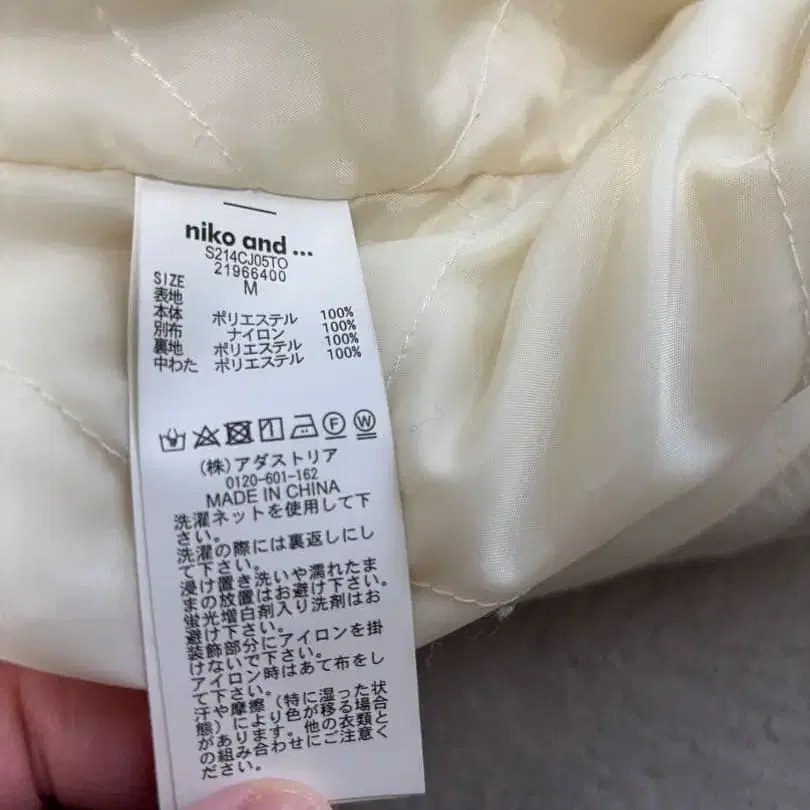 niko and ...
S214CJ05TO
21966400
SIZE M
表地
本体 ポリエステル 100%
別布 ナイロン 100%
裏地 ポリエステル 100%
中わた ポリエステル 100%
F W
(株)アダストリア
0120-601-162
MADE IN CHINA
洗濯ネットを使用して下
さい。
洗濯の際には裏返しにし
て下さい。
浸け置き洗いや濡れたま
まの放置はお避け下さい。
蛍光増白剤入り洗剤はお
避け下さい。
装飾部分にアイロンを掛
けないで下さい。
アイロン時はあて布をし
て下さい。
汗や摩擦(特に湿った状
態)により色が移る場合
があります。他の衣類と
の組み合わせにご注意く
ださい。